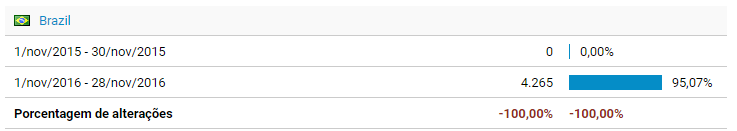 Brazil
1/nov/2015 - 30/nov/2015 0 0,00%
1/nov/2016 - 28/nov/2016 4.265 95,07%
Porcentagem de alterações -100,00% -100,00%